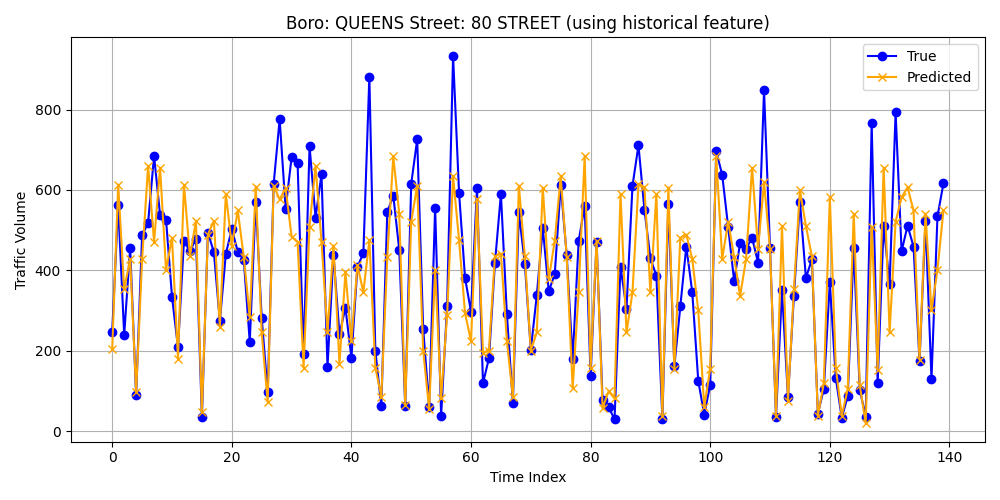 Boro: QUEENS Street: 80 STREET (using historical feature)
True
Predicted
Traffic Volume
800
600
400
200
0
0 20 40 60 80 100 120 140
Time Index